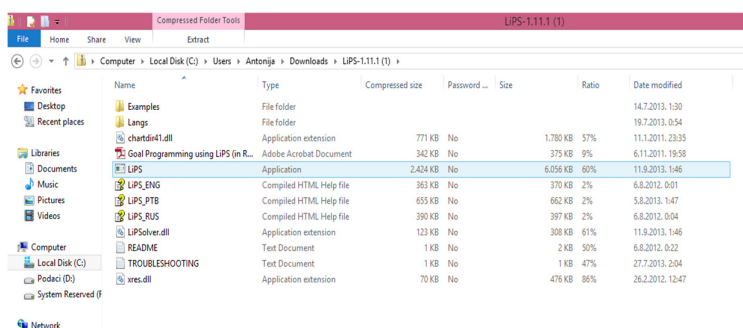 Compressed Folder Tools LiPS-1.11.1 (1)
File Home Share View Extract
Computer Local Disk (C:) Users Antonija Downloads LiPS-1.11.1 (1)
Name Type Compressed size Password ... Size Ratio Date modified
Favorites
Desktop
Recent places
Libraries
Documents
Music
Pictures
Videos
Computer
Local Disk (C:)
Podaci (D:)
System Reserved (F
Network
Examples File folder 14.7.2013. 1:30
Langs File folder 19.7.2013. 0:54
chartdir41.dll Application extension 771 KB No 1.780 KB 57% 11.1.2011. 23:35
Goal Programming using LiPS (in R... Adobe Acrobat Document 342 KB No 375 KB 9% 6.11.2011. 19:58
LiPS Application 2.424 KB No 6.056 KB 60% 11.9.2013. 1:46
LiPS_ENG Compiled HTML Help file 363 KB No 370 KB 2% 6.8.2012. 0:01
LiPS_PTB Compiled HTML Help file 655 KB No 662 KB 2% 5.8.2013. 1:47
LiPS_RUS Compiled HTML Help file 390 KB No 397 KB 2% 6.8.2012. 0:04
LiPSolver.dll Application extension 123 KB No 308 KB 61% 11.9.2013. 1:46
README Text Document 1 KB No 2 KB 50% 6.8.2012. 0:22
TROUBLESHOOTING Text Document 1 KB No 1 KB 47% 27.7.2013. 2:04
xres.dll Application extension 70 KB No 476 KB 86% 26.2.2012. 12:47